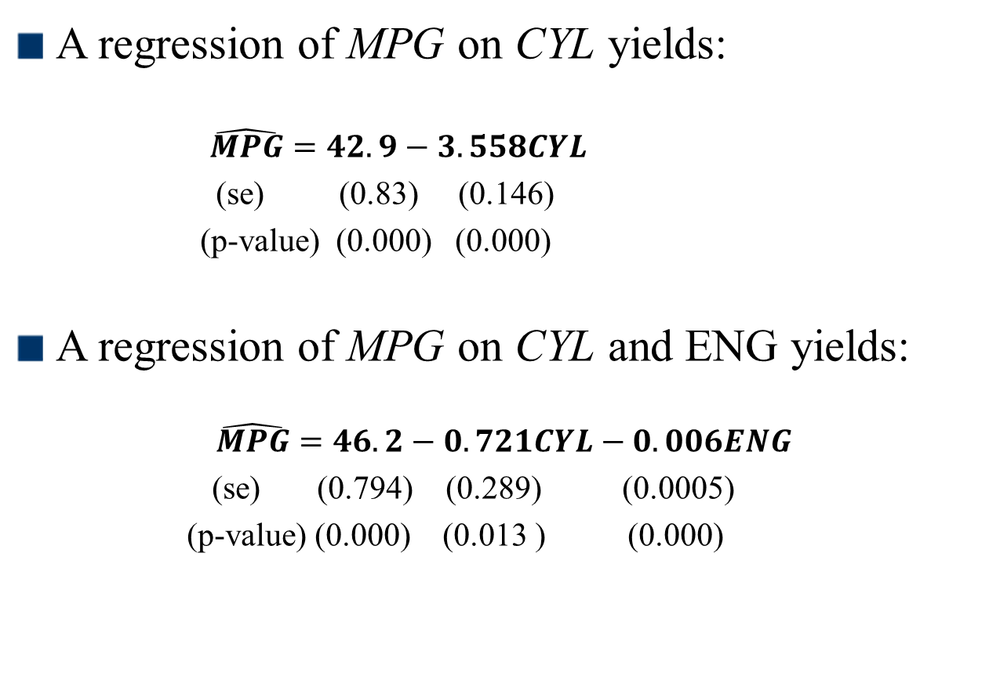 ■ A regression of MPG on CYL yields:
$\widehat{MPG} = 42.9 − 3.558CYL$
(se) (0.83) (0.146)
(p-value) (0.000) (0.000)
■ A regression of MPG on CYL and ENG yields:
$\widehat{MPG} = 46.2 − 0.721CYL − 0.006ENG$
(se) (0.794) (0.289) (0.0005)
(p-value) (0.000) (0.013 ) (0.000)